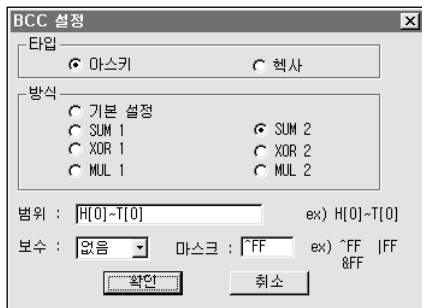 BCC 설정
타입
아스키 헥사
방식
기본 설정
SUM 1 SUM 2
XOR 1 XOR 2
MUL 1 MUL 2
범위 : H[0]~T[0] ex) H[0]~T[0]
보수 : 없음 마스크 : ^FF ex) ^FF |FF
&FF
확인 취소